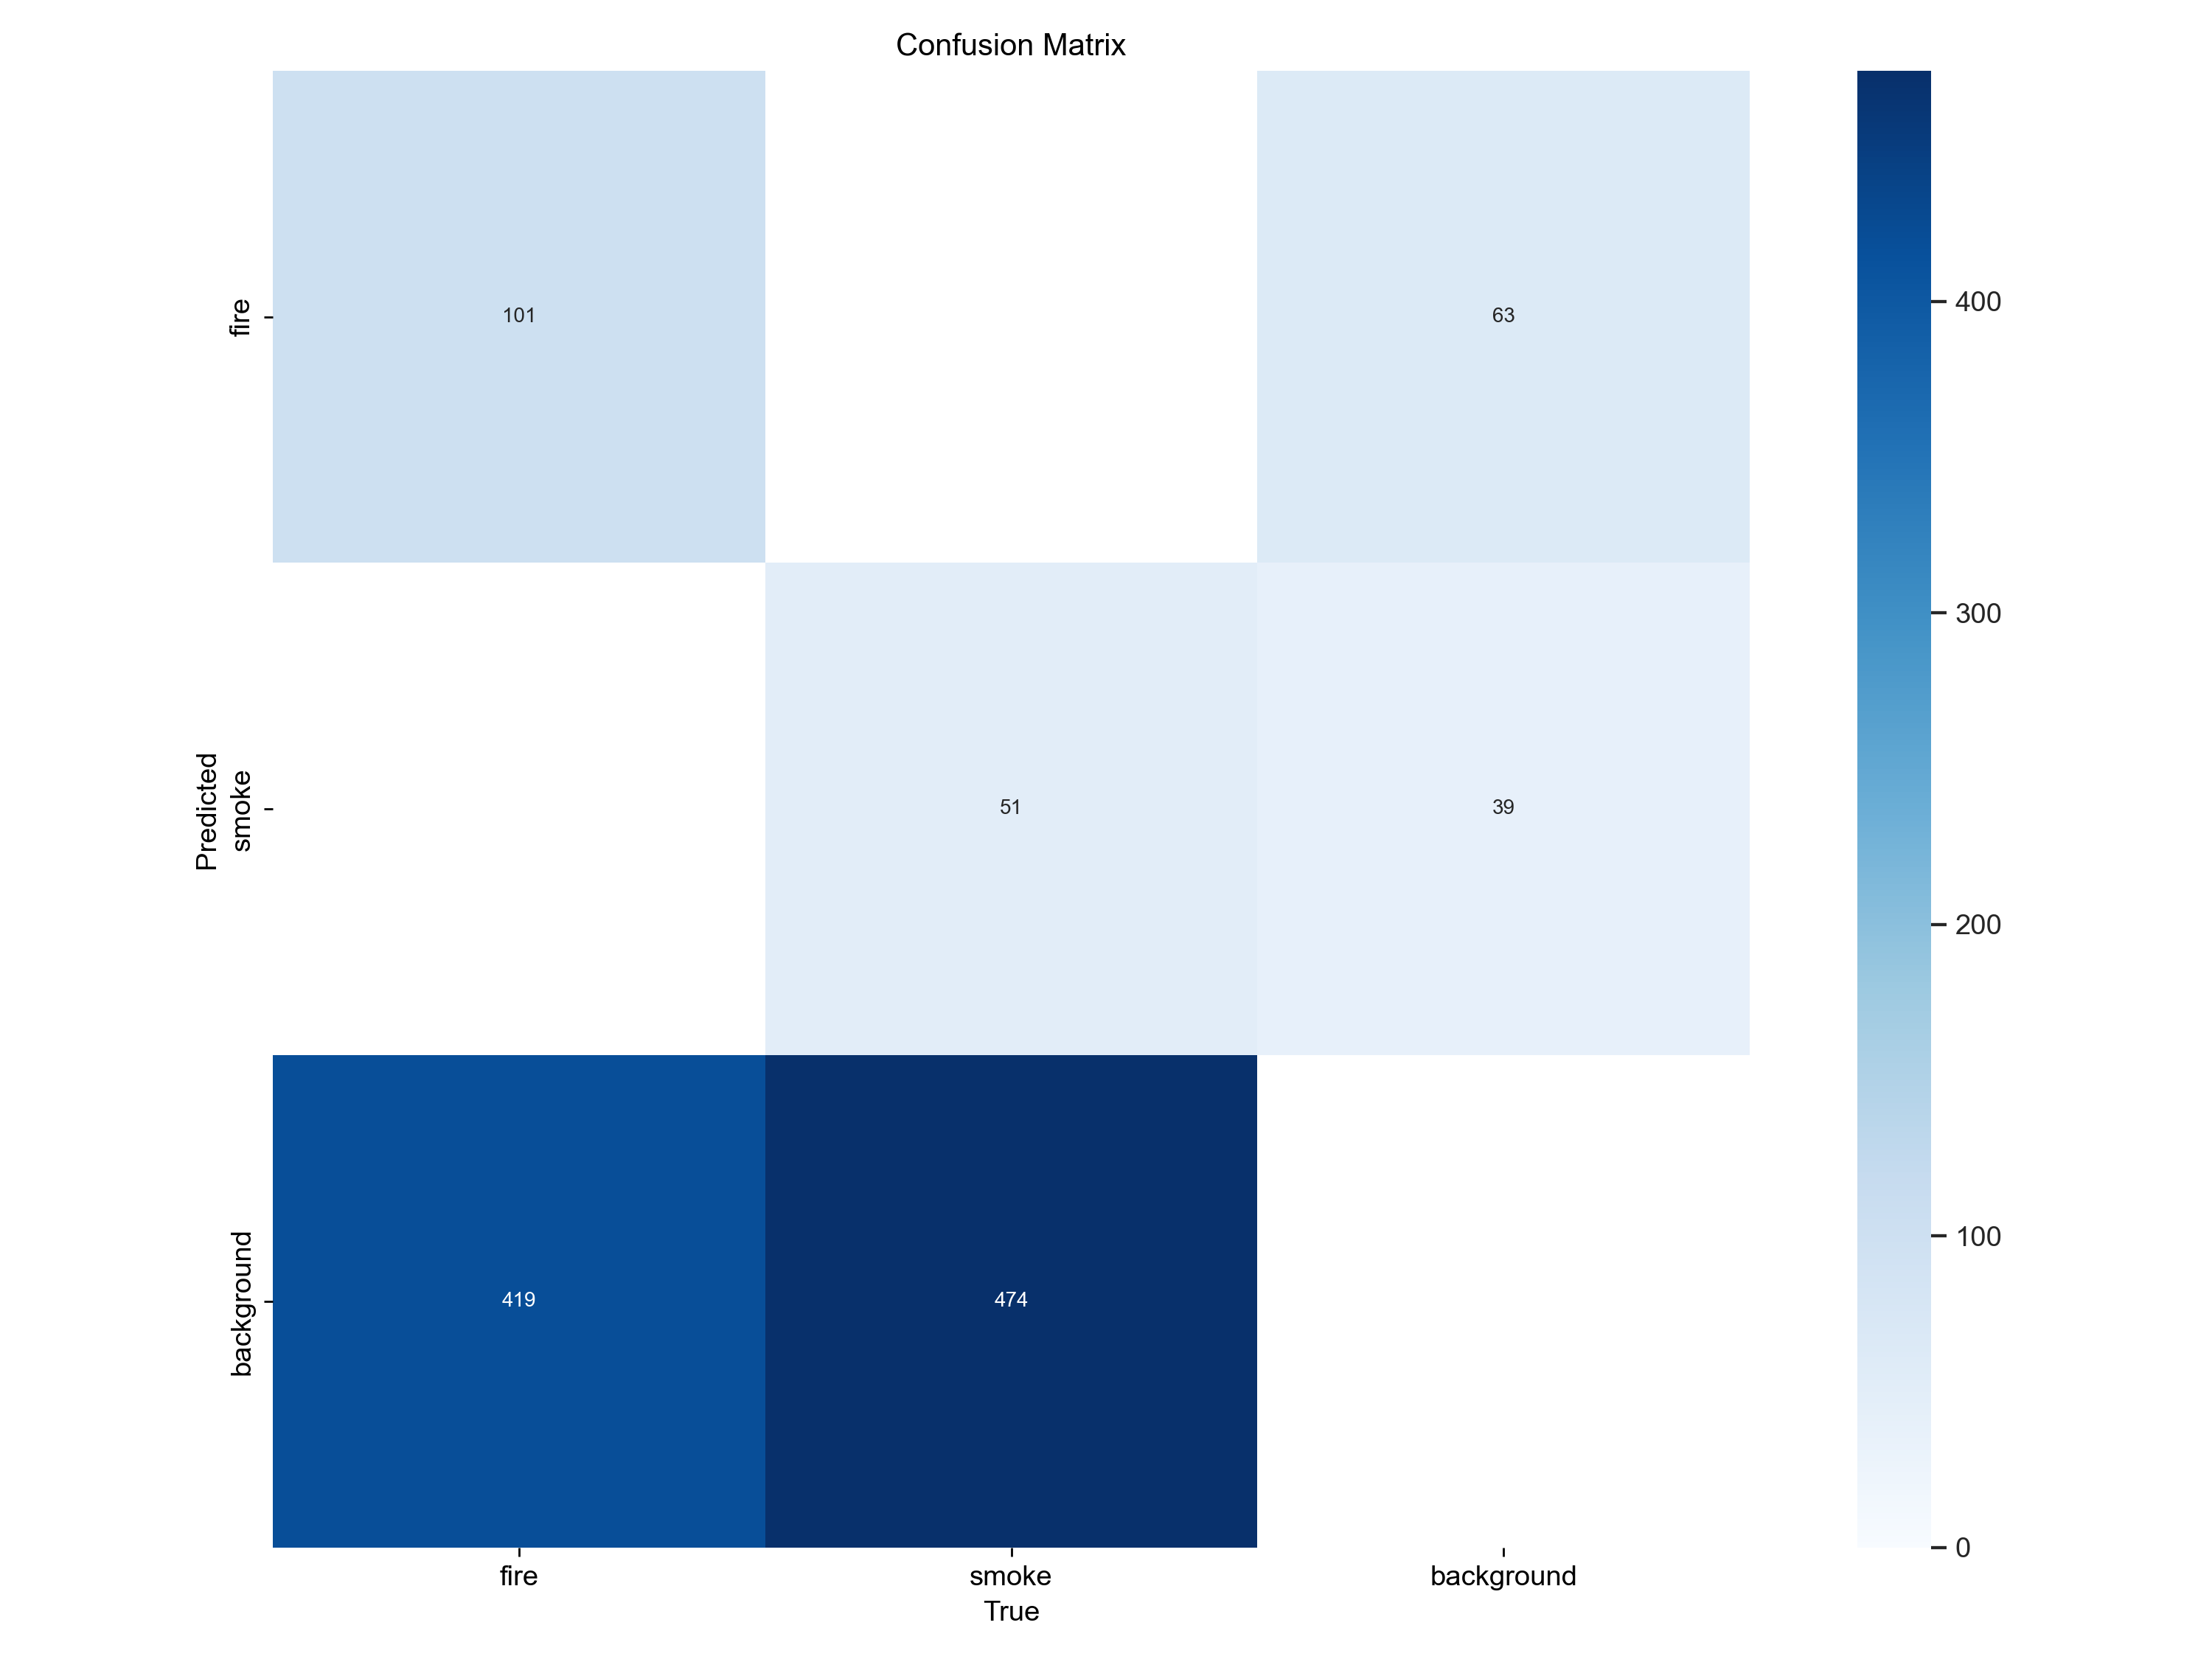 Confusion Matrix
fire
101
63
400
300
Predicted
smoke
51
39
200
100
background
419
474
0
fire
smoke
background
True